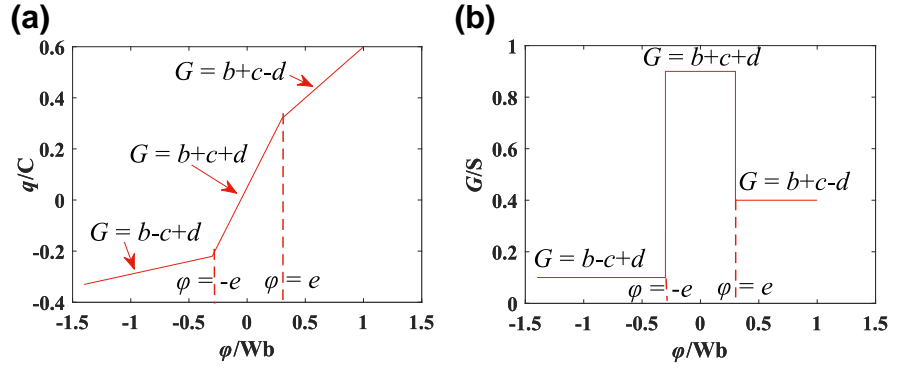 (a)
0.6
0.4
0.2
0
-0.2
-0.4
q/C
G = b+c-d
G = b+c+d
G = b-c+d
φ = -e
φ = e
-1.5
-1
-0.5
0
0.5
1
1.5
φ/Wb
(b)
1
0.8
0.6
0.4
0.2
0
G/S
G = b+c+d
G = b+c-d
G = b-c+d
φ = -e
φ = e
-1.5
-1
-0.5
0
0.5
1
1.5
φ/Wb